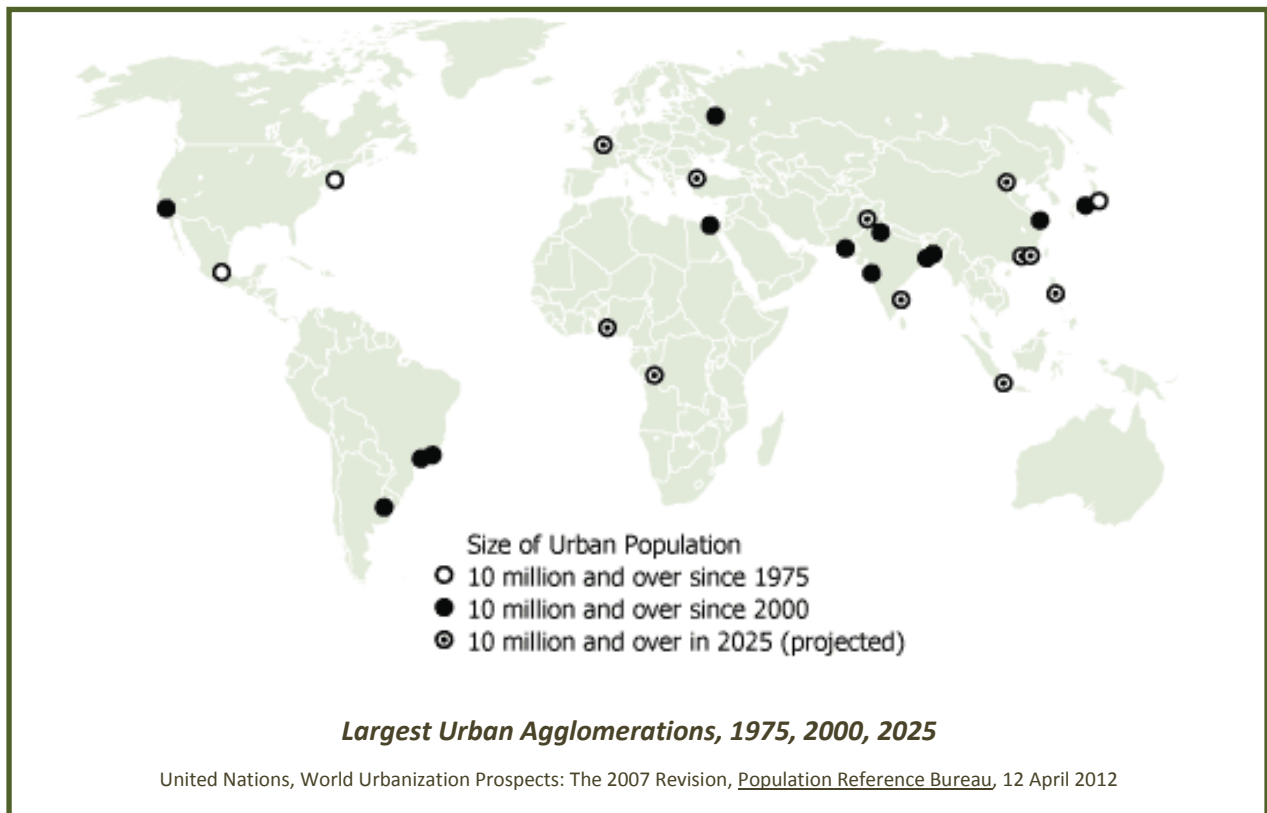 Size of Urban Population
10 million and over since 1975
10 million and over since 2000
10 million and over in 2025 (projected)
Largest Urban Agglomerations, 1975, 2000, 2025
United Nations, World Urbanization Prospects: The 2007 Revision, Population Reference Bureau, 12 April 2012